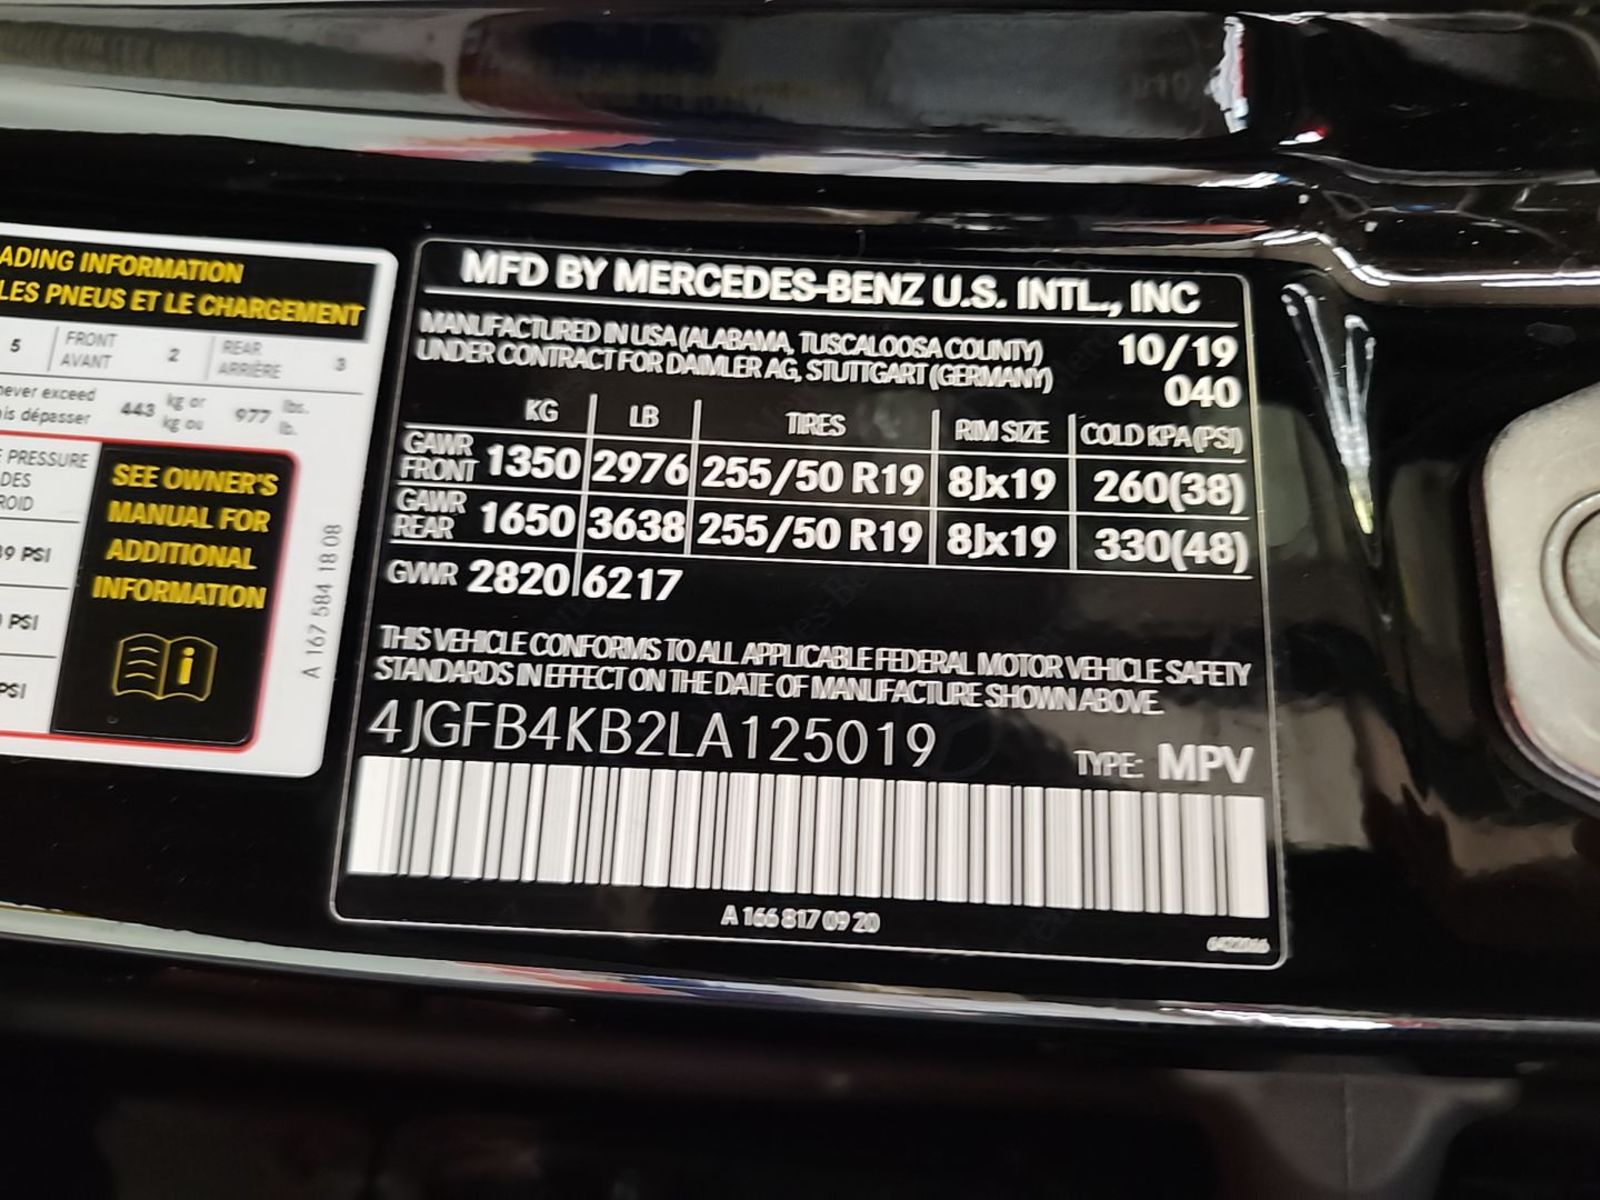 ADING INFORMATION
LES PNEUS ET LE CHARGEMENT
5 FRONT AVANT 2 REAR ARRIÈRE 3
never exceed
is dépasser 443 kg or kg ou 977 lbs. lb.
PRESSURE
DES
ROID
9 PSI
PSI
PSI
SEE OWNER'S
MANUAL FOR
ADDITIONAL
INFORMATION
A 167 584 18 08
MFD BY MERCEDES-BENZ U.S. INTL., INC
MANUFACTURED IN USA (ALABAMA, TUSCALOOSA COUNTY) 10/19
UNDER CONTRACT FOR DAIMLER AG, STUTTGART (GERMANY) 040
KG LB TIRES RIM SIZE COLD KPA(PSI)
GAWR FRONT 1350 2976 255/50 R19 8Jx19 260(38)
GAWR REAR 1650 3638 255/50 R19 8Jx19 330(48)
GVWR 2820 6217
THIS VEHICLE CONFORMS TO ALL APPLICABLE FEDERAL MOTOR VEHICLE SAFETY
STANDARDS IN EFFECT ON THE DATE OF MANUFACTURE SHOWN ABOVE.
4JGFB4KB2LA125019 TYPE: MPV
A 166 817 09 20